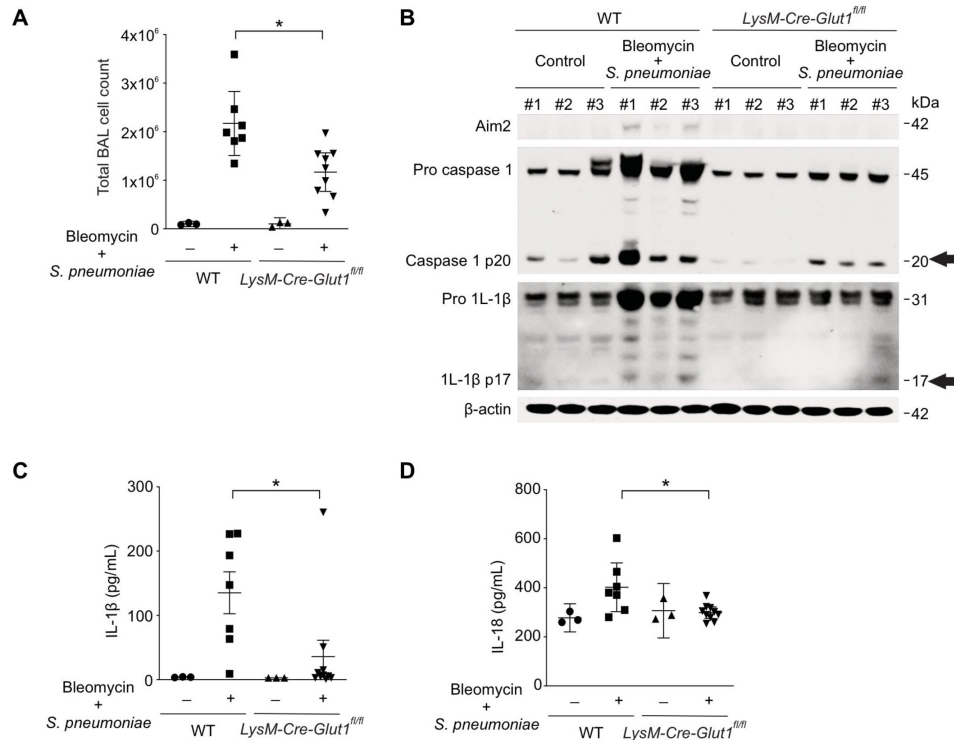 A
Total BAL cell count
4x10⁶
3x10⁶
2x10⁶
1x10⁶
0
*
Bleomycin
+
S. pneumoniae
– + – +
WT LysM-Cre-Glut1fl/fl
B
WT LysM-Cre-Glut1fl/fl
Control Bleomycin + S. pneumoniae Control Bleomycin + S. pneumoniae
#1 #2 #3 #1 #2 #3 #1 #2 #3 #1 #2 #3 kDa
Aim2 -42
Pro caspase 1 -45
Caspase 1 p20 -20
Pro 1L-1β -31
1L-1β p17 -17
β-actin -42
C
IL-1β (pg/mL)
300
200
100
0
*
Bleomycin
+
S. pneumoniae
– + – +
WT LysM-Cre-Glut1fl/fl
D
IL-18 (pg/mL)
800
600
400
200
0
*
Bleomycin
+
S. pneumoniae
– + – +
WT LysM-Cre-Glut1fl/fl